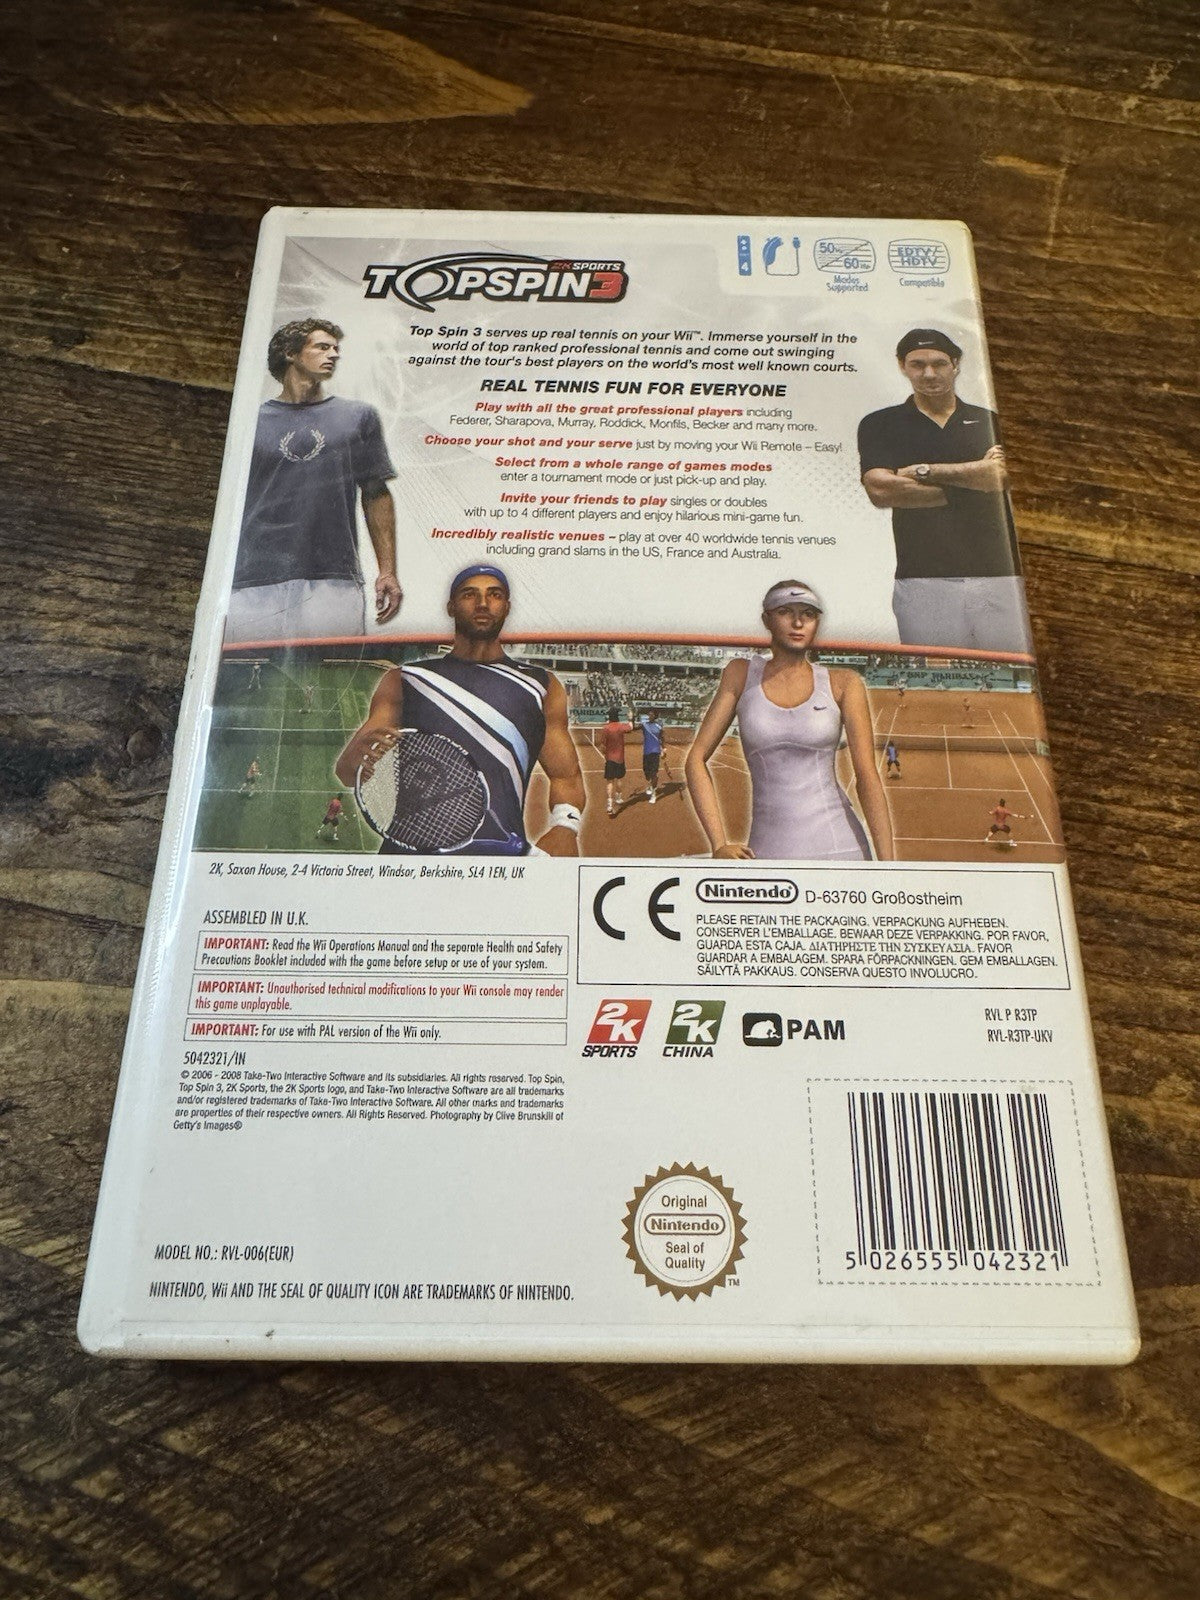 2K SPORTS
TOPSPIN3
4
50Hz
60Hz
Modes
Supported
EDTV/
HDTV
Compatible
Top Spin 3 serves up real tennis on your Wii™. Immerse yourself in the
world of top ranked professional tennis and come out swinging
against the tour's best players on the world's most well known courts.
REAL TENNIS FUN FOR EVERYONE
Play with all the great professional players including
Federer, Sharapova, Murray, Roddick, Monfils, Becker and many more.
Choose your shot and your serve just by moving your Wii Remote – Easy!
Select from a whole range of games modes
enter a tournament mode or just pick-up and play.
Invite your friends to play singles or doubles
with up to 4 different players and enjoy hilarious mini-game fun.
Incredibly realistic venues – play at over 40 worldwide tennis venues
including grand slams in the US, France and Australia.
BNP PARIBAS
2K, Saxon House, 2-4 Victoria Street, Windsor, Berkshire, SL4 1EN, UK
ASSEMBLED IN U.K.
IMPORTANT: Read the Wii Operations Manual and the separate Health and Safety
Precautions Booklet included with the game before setup or use of your system.
IMPORTANT: Unauthorised technical modifications to your Wii console may render
this game unplayable.
IMPORTANT: For use with PAL version of the Wii only.
5042321/IN
© 2006 - 2008 Take-Two Interactive Software and its subsidiaries. All rights reserved. Top Spin,
Top Spin 3, 2K Sports, the 2K Sports logo, and Take-Two Interactive Software are all trademarks
and/or registered trademarks of Take-Two Interactive Software. All other marks and trademarks
are properties of their respective owners. All Rights Reserved. Photography by Clive Brunskill of
Getty's Images®
CE
Nintendo® D-63760 Großostheim
PLEASE RETAIN THE PACKAGING. VERPACKUNG AUFHEBEN.
CONSERVER L'EMBALLAGE. BEWAAR DEZE VERPAKKING. POR FAVOR,
GUARDA ESTA CAJA. ΔΙΑΤΗΡΗΣΤΕ ΤΗΝ ΣΥΣΚΕΥΑΣΙΑ. FAVOR
GUARDAR A EMBALAGEM. SPARA FÖRPACKNINGEN. GEM EMBALLAGEN.
SÄILYTÄ PAKKAUS. CONSERVA QUESTO INVOLUCRO.
2K
SPORTS
2K
CHINA
PAM
RVL P R3TP
RVL-R3TP-UKV
5 026555 042321
Original
Nintendo
Seal of
Quality
TM
MODEL NO.: RVL-006(EUR)
NINTENDO, Wii AND THE SEAL OF QUALITY ICON ARE TRADEMARKS OF NINTENDO.